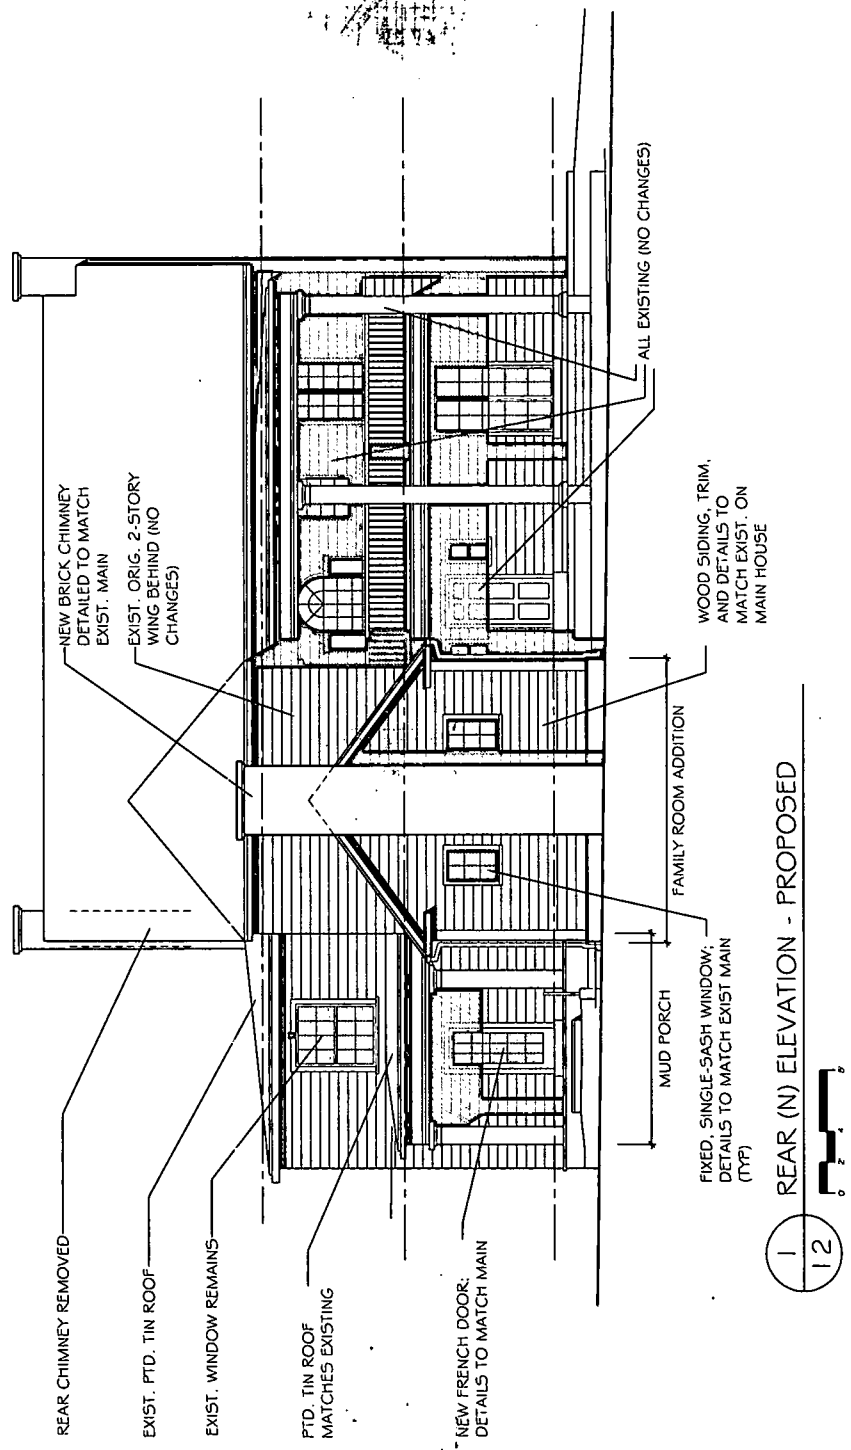 REAR CHIMNEY REMOVED
EXIST. PTD. TIN ROOF
EXIST. WINDOW REMAINS
PTD. TIN ROOF
MATCHES EXISTING
NEW FRENCH DOOR;
DETAILS TO MATCH MAIN
NEW BRICK CHIMNEY
DETAILED TO MATCH
EXIST. MAIN
EXIST. ORIG. 2-STORY
WING BEHIND (NO
CHANGES)
ALL EXISTING (NO CHANGES)
WOOD SIDING, TRIM,
AND DETAILS TO
MATCH EXIST. ON
MAIN HOUSE
FAMILY ROOM ADDITION
MUD PORCH
FIXED, SINGLE-SASH WINDOW;
DETAILS TO MATCH EXIST MAIN
(TYP)
1
12
REAR (N) ELEVATION - PROPOSED
0 2 4 8'